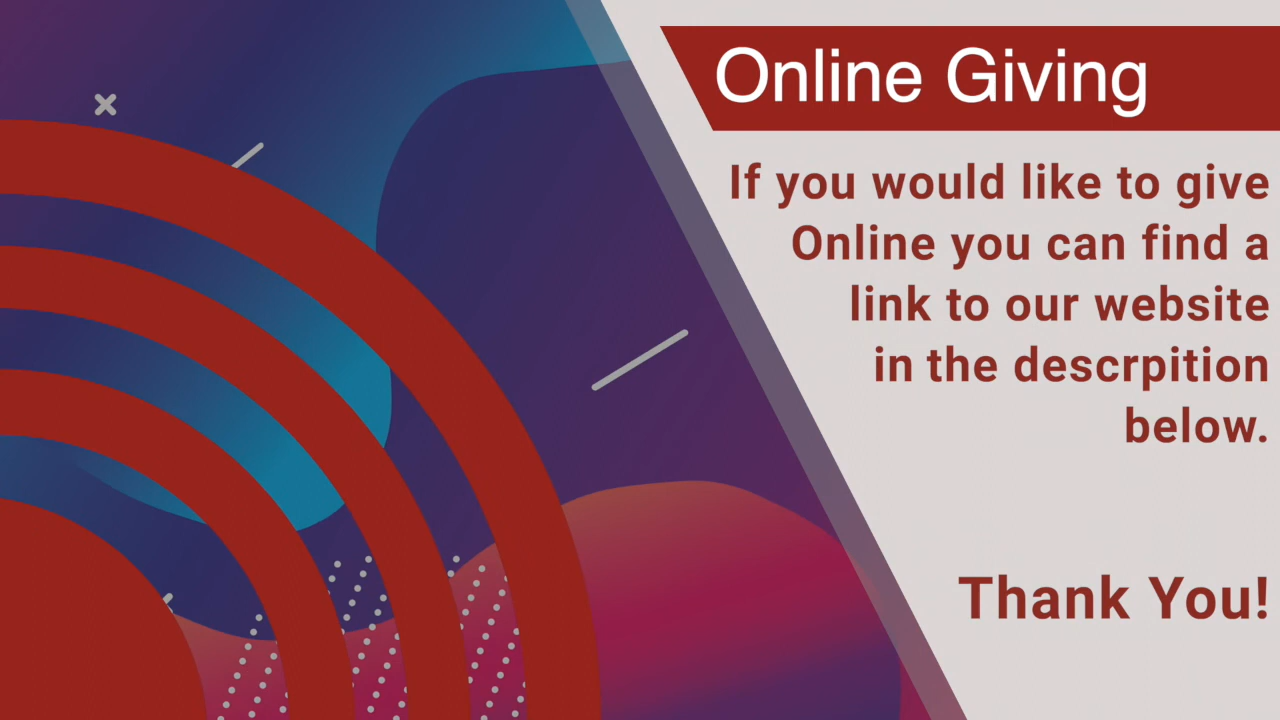 Online Giving
If you would like to give
Online you can find a
link to our website
in the descrpition
below.
Thank You!